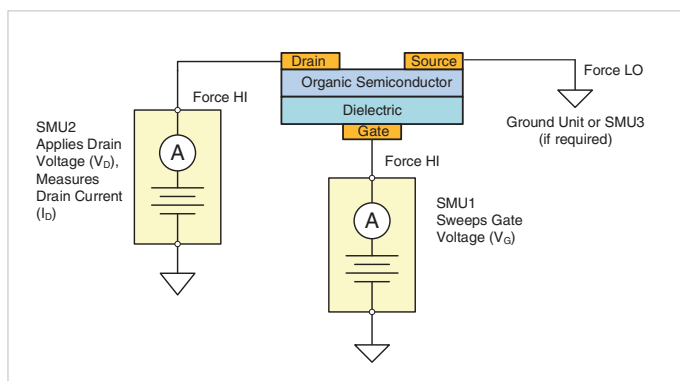 Drain
Source
Organic Semiconductor
Dielectric
Gate
Force HI
Force LO
Ground Unit or SMU3
(if required)
SMU2
Applies Drain
Voltage (VD),
Measures
Drain Current
(ID)
A
Force HI
SMU1
Sweeps Gate
Voltage (VG)
A